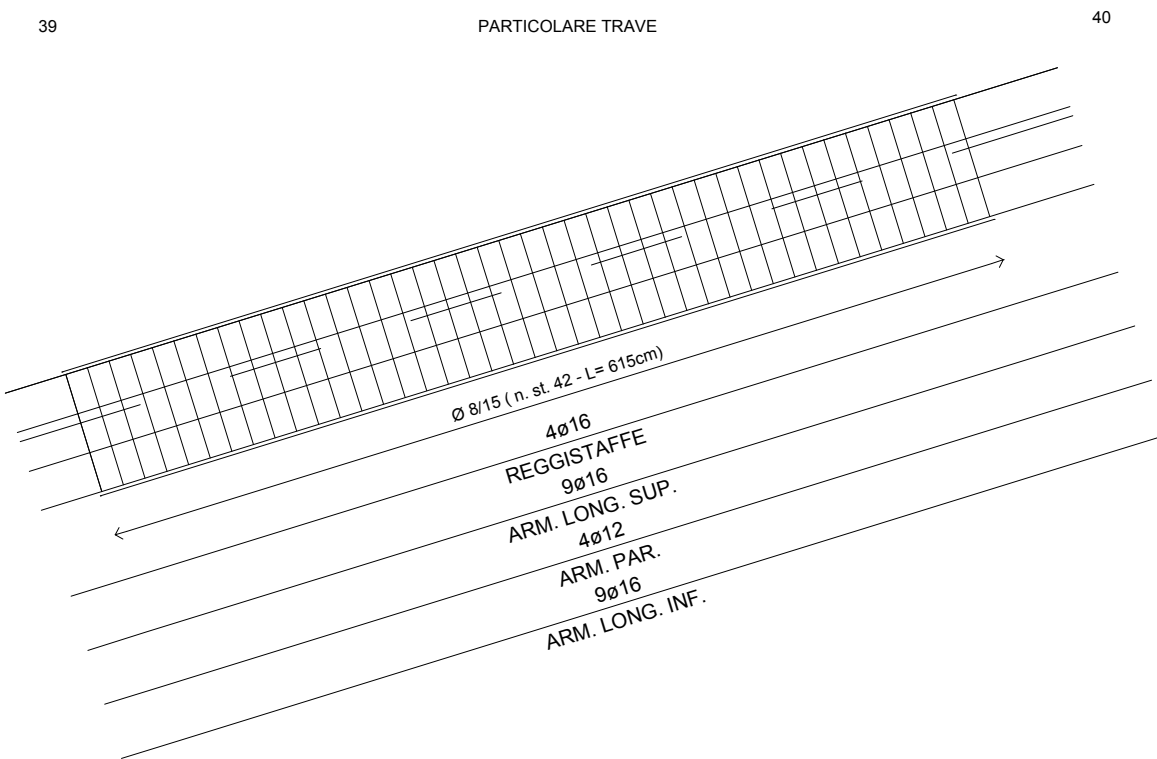 39
PARTICOLARE TRAVE
40
Ø 8/15 ( n. st. 42 - L= 615cm)
4ø16
REGGISTAFFE
9ø16
ARM. LONG. SUP.
4ø12
ARM. PAR.
9ø16
ARM. LONG. INF.